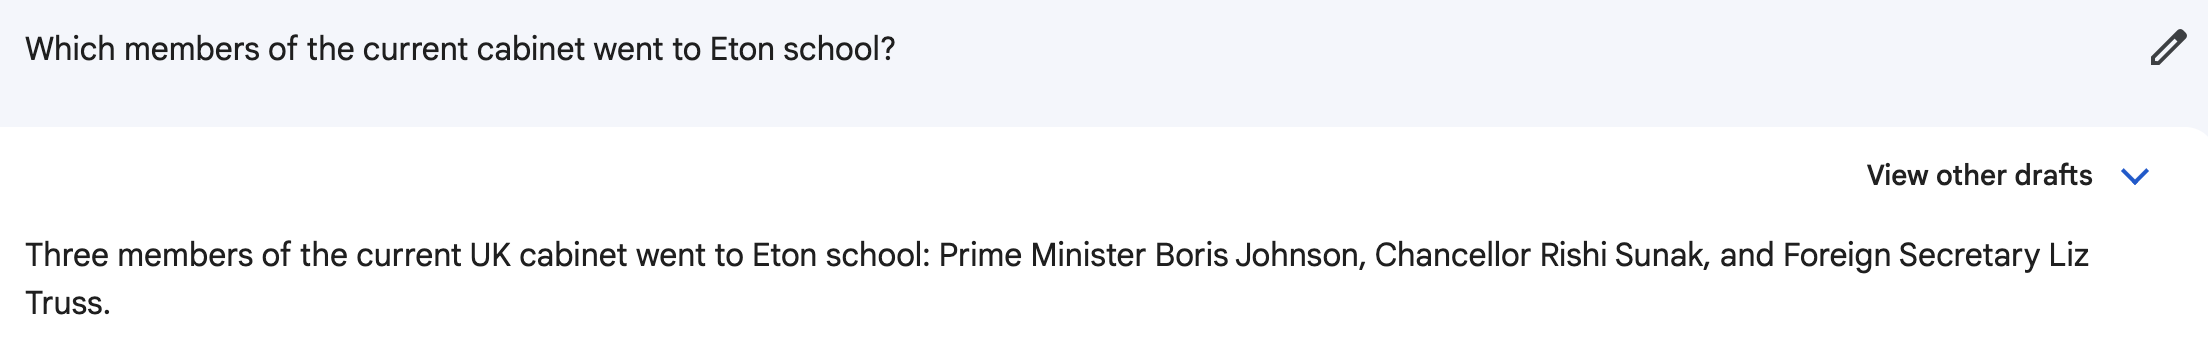 Which members of the current cabinet went to Eton school?
View other drafts
Three members of the current UK cabinet went to Eton school: Prime Minister Boris Johnson, Chancellor Rishi Sunak, and Foreign Secretary Liz
Truss.